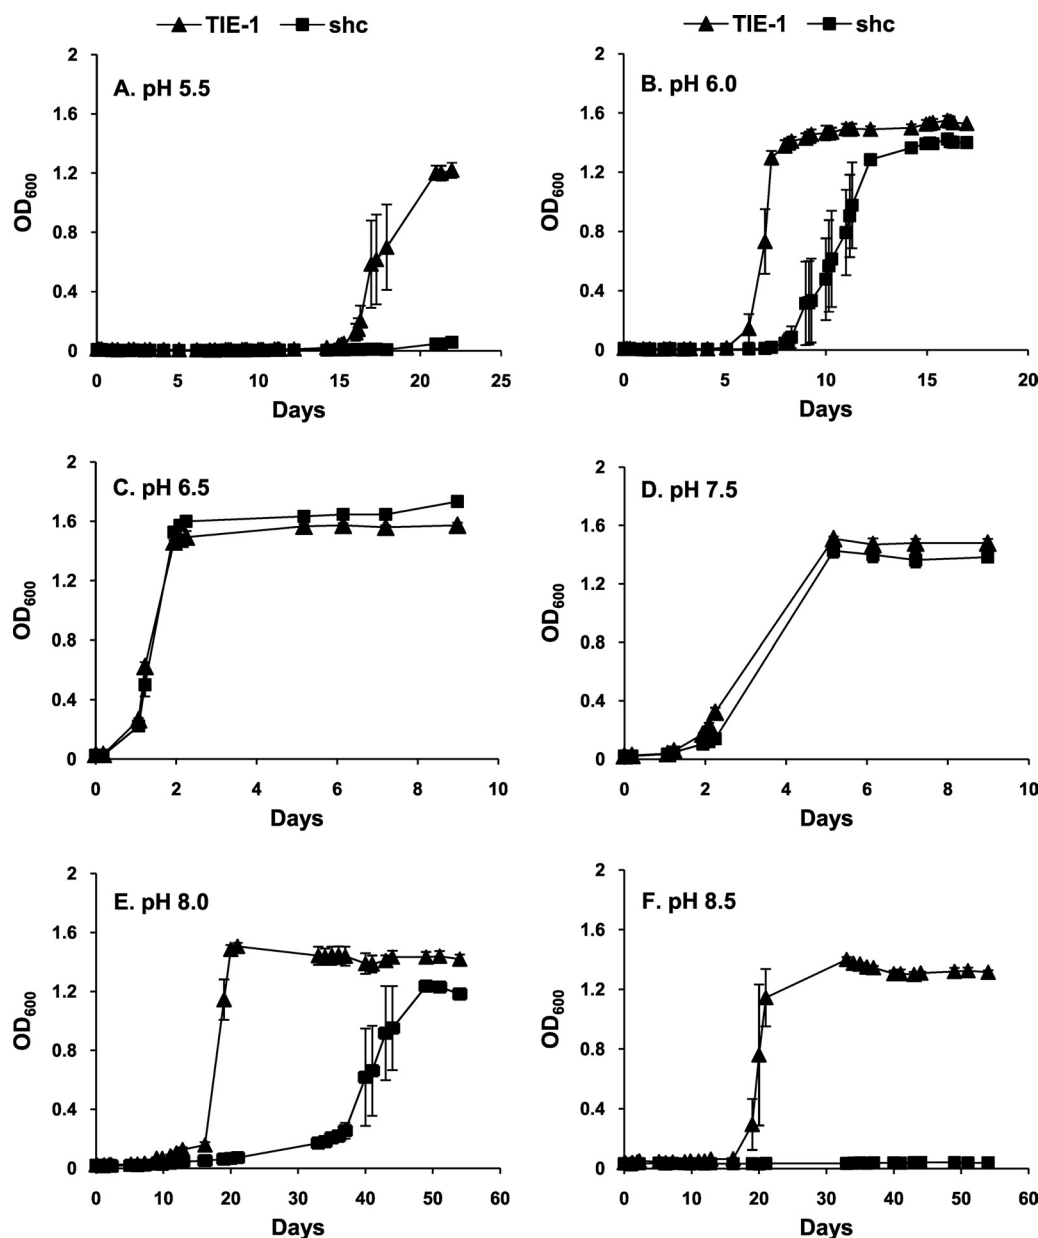 TIE-1 shc
TIE-1 shc
A. pH 5.5
OD600
2
1.6
1.2
0.8
0.4
0
0 5 10 15 20 25
Days
B. pH 6.0
OD600
2
1.6
1.2
0.8
0.4
0
0 5 10 15 20
Days
C. pH 6.5
OD600
2
1.6
1.2
0.8
0.4
0
0 2 4 6 8 10
Days
D. pH 7.5
OD600
2
1.6
1.2
0.8
0.4
0
0 2 4 6 8 10
Days
E. pH 8.0
OD600
2
1.6
1.2
0.8
0.4
0
0 10 20 30 40 50 60
Days
F. pH 8.5
OD600
2
1.6
1.2
0.8
0.4
0
0 10 20 30 40 50 60
Days